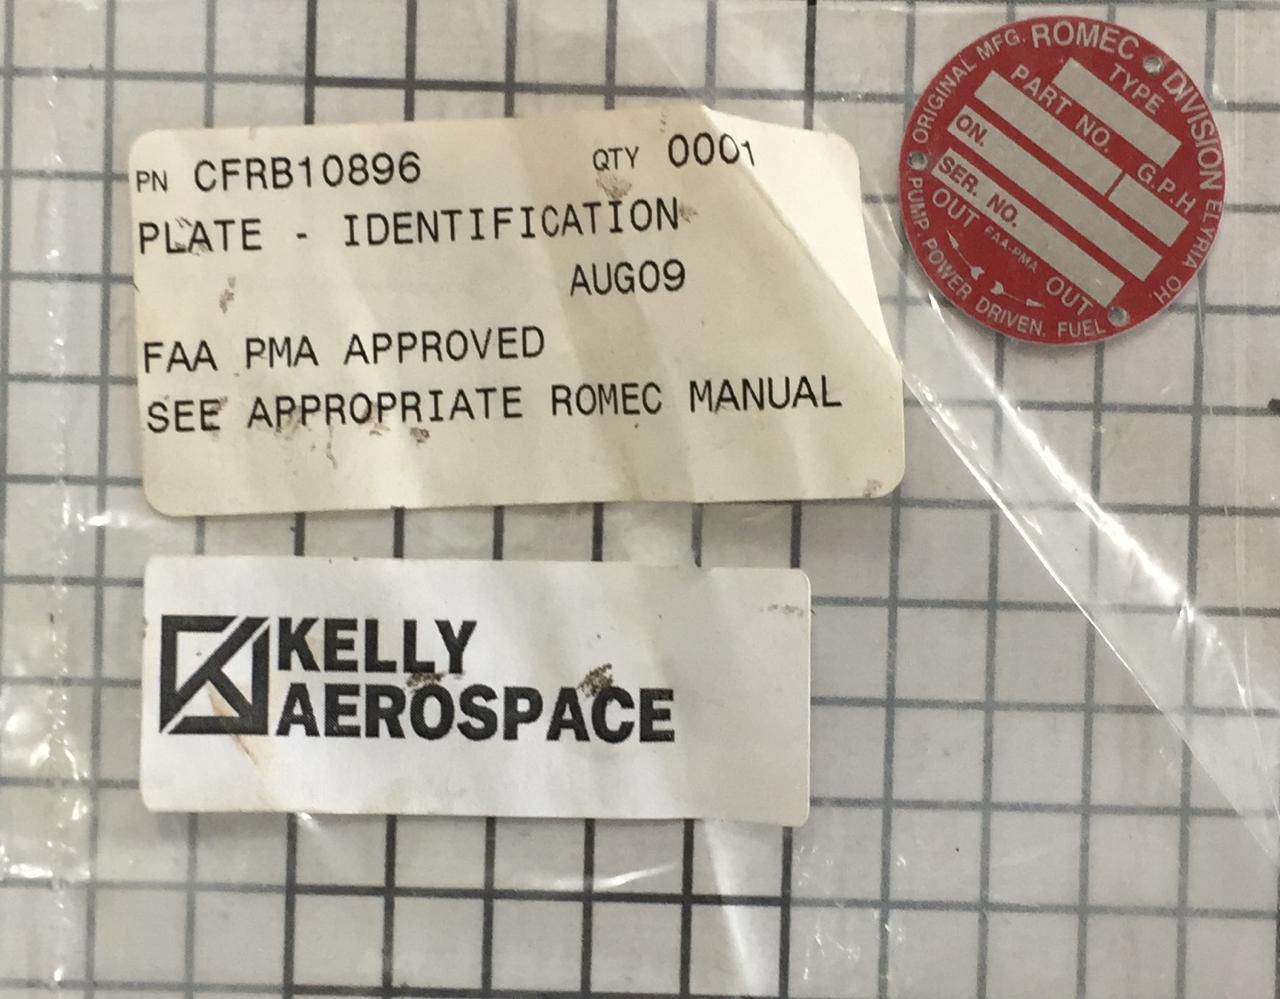 PN CFRB10896 QTY 0001
PLATE - IDENTIFICATION
AUG09
FAA PMA APPROVED
SEE APPROPRIATE ROMEC MANUAL
KELLY
AEROSPACE
ORIGINAL MFG. ROMEC DIVISION ELYRIA OH.
TYPE
PART NO. G.P.H
ON.
SER. NO.
OUT FAA-PMA OUT
PUMP, POWER DRIVEN. FUEL